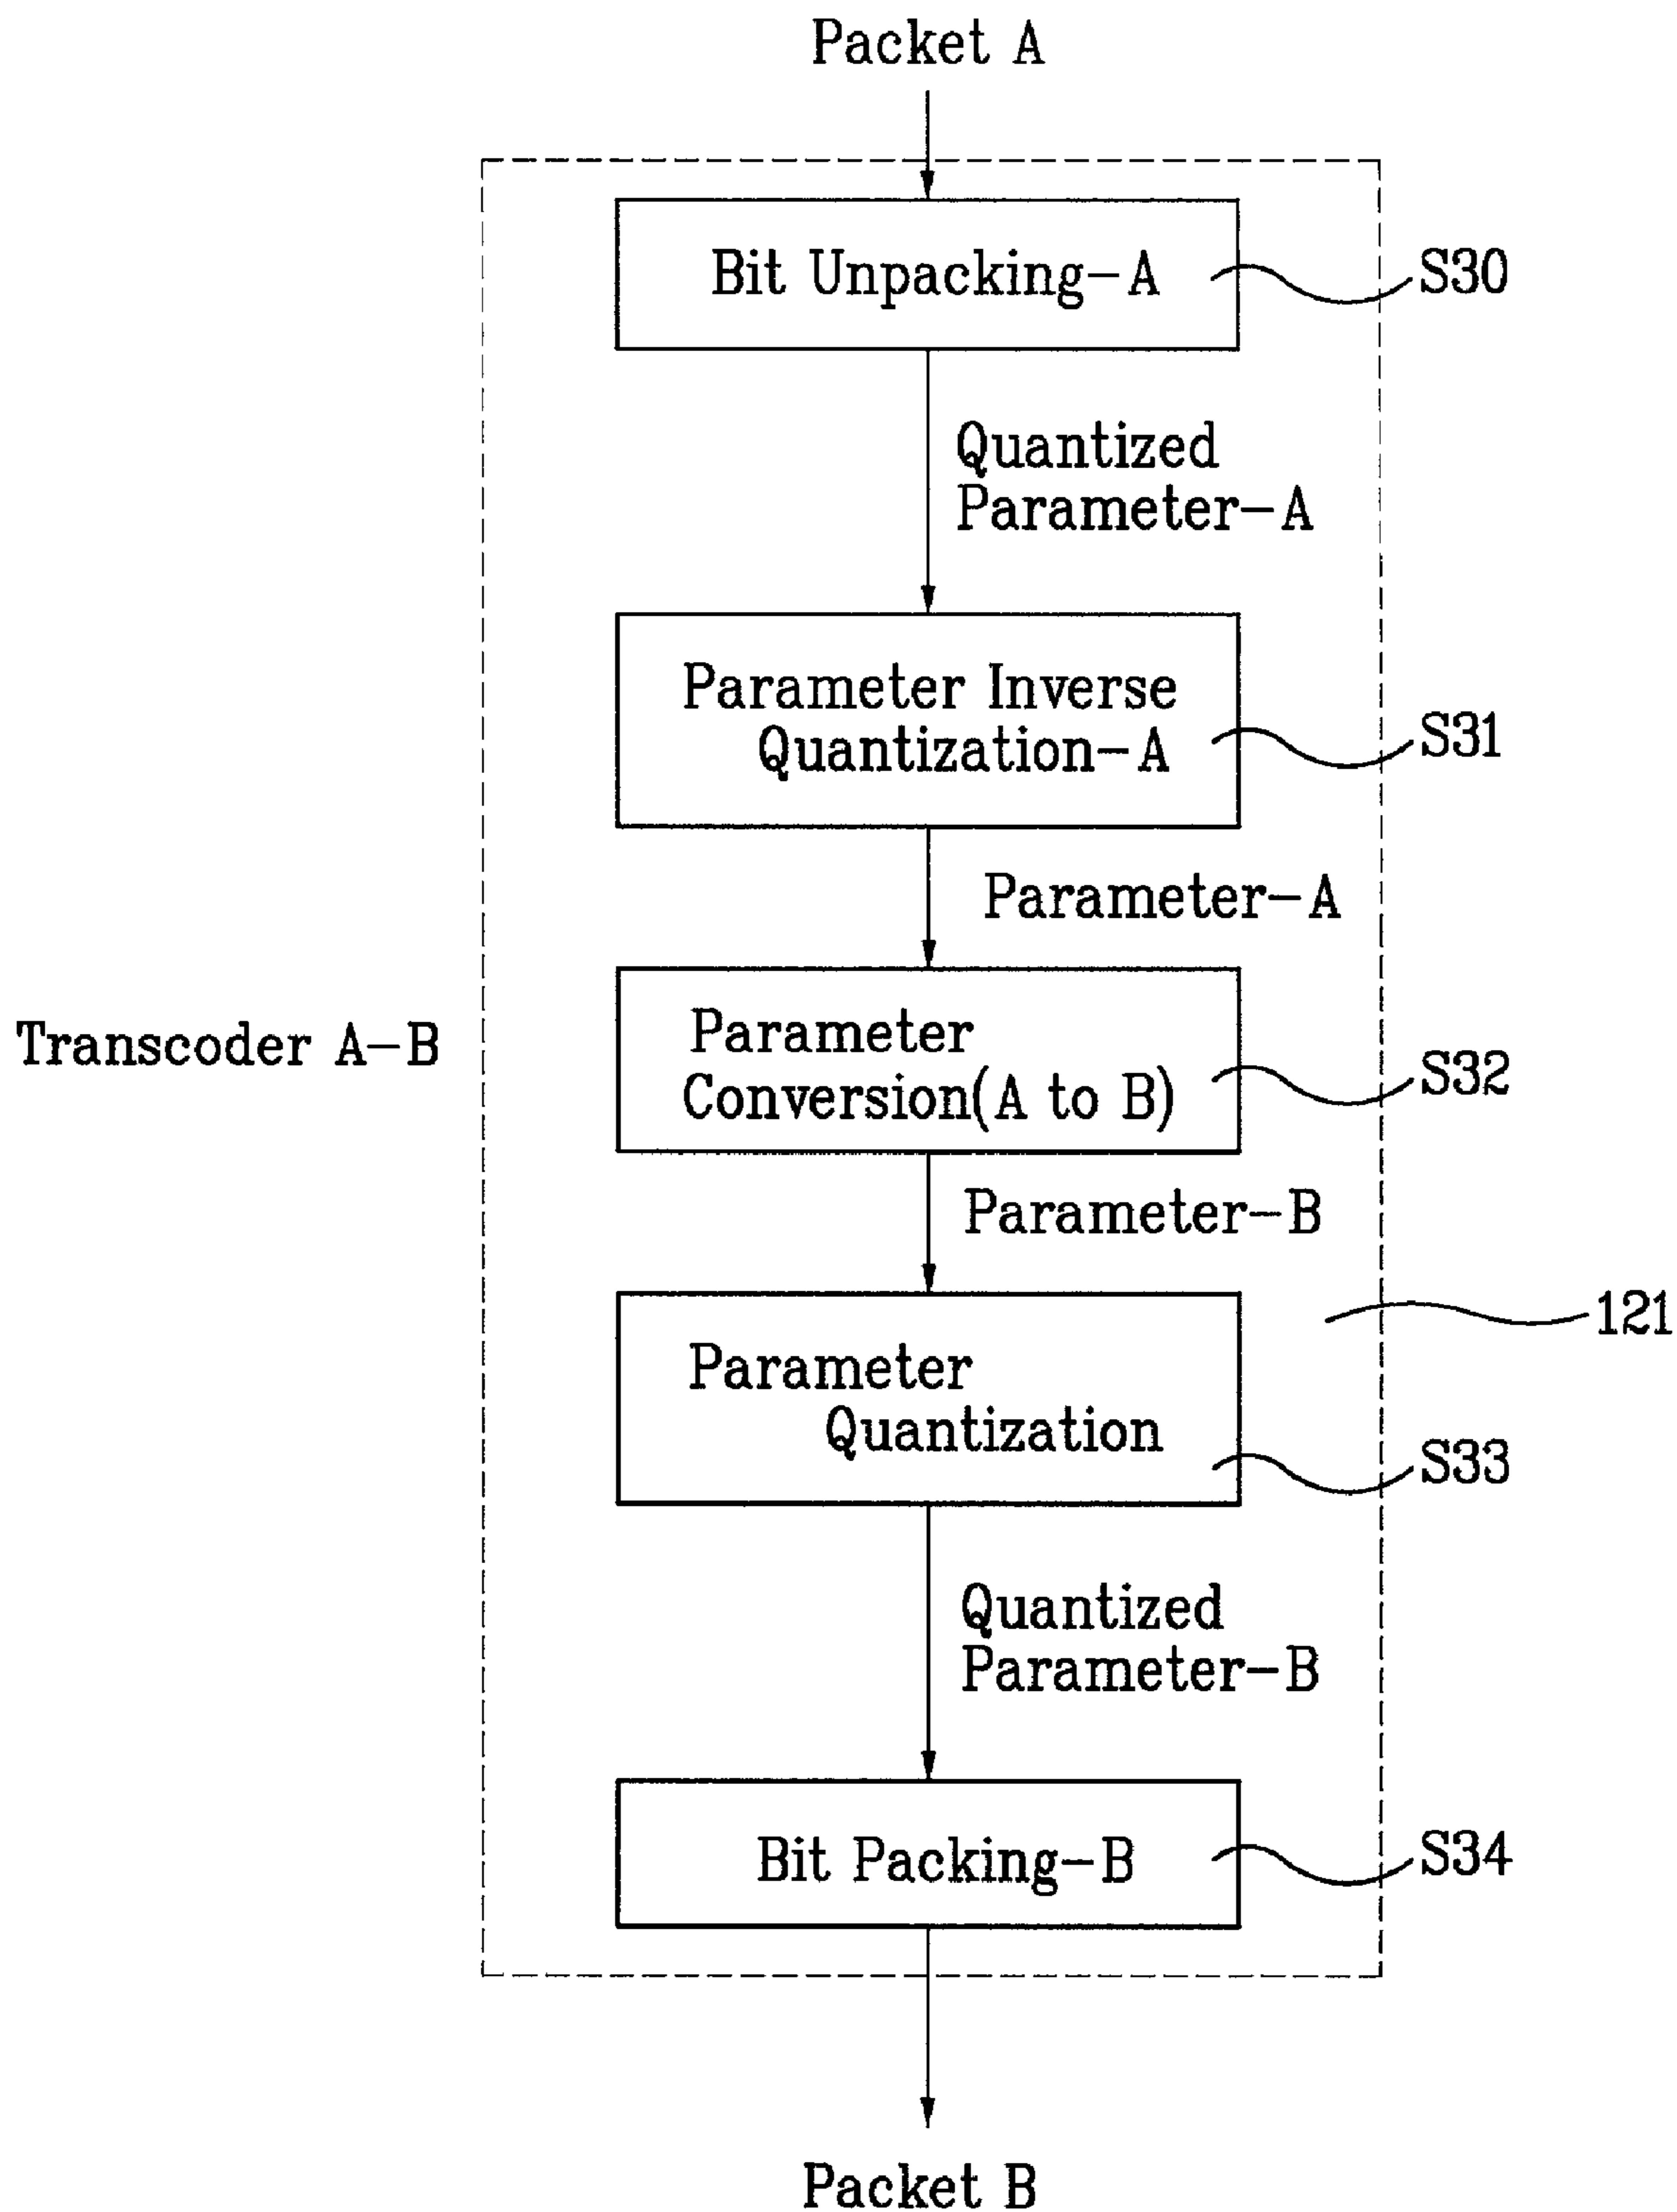 Packet A
Bit Unpacking-A
S30
Quantized
Parameter-A
Parameter Inverse
Quantization-A
S31
Parameter-A
Transcoder A-B
Parameter
Conversion(A to B)
S32
Parameter-B
121
Parameter
Quantization
S33
Quantized
Parameter-B
Bit Packing-B
S34
Packet B